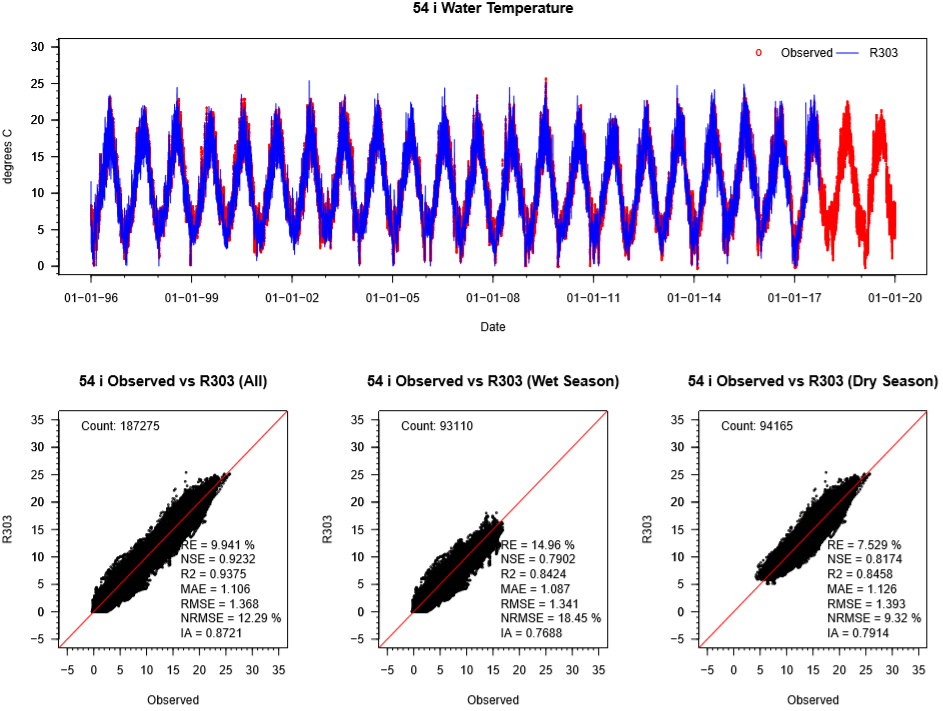 54 i Water Temperature
Observed R303
degrees C
30
25
20
15
10
5
0
01-01-96 01-01-99 01-01-02 01-01-05 01-01-08 01-01-11 01-01-14 01-01-17 01-01-20
Date
54 i Observed vs R303 (All)
Count: 187275
R303
35
30
25
20
15
10
5
0
−5
RE = 9.941 %
NSE = 0.9232
R2 = 0.9375
MAE = 1.106
RMSE = 1.368
NRMSE = 12.29 %
IA = 0.8721
−5 0 5 10 15 20 25 30 35
Observed
54 i Observed vs R303 (Wet Season)
Count: 93110
R303
35
30
25
20
15
10
5
0
−5
RE = 14.96 %
NSE = 0.7902
R2 = 0.8424
MAE = 1.087
RMSE = 1.341
NRMSE = 18.45 %
IA = 0.7688
−5 0 5 10 15 20 25 30 35
Observed
54 i Observed vs R303 (Dry Season)
Count: 94165
R303
35
30
25
20
15
10
5
0
−5
RE = 7.529 %
NSE = 0.8174
R2 = 0.8458
MAE = 1.126
RMSE = 1.393
NRMSE = 9.32 %
IA = 0.7914
−5 0 5 10 15 20 25 30 35
Observed